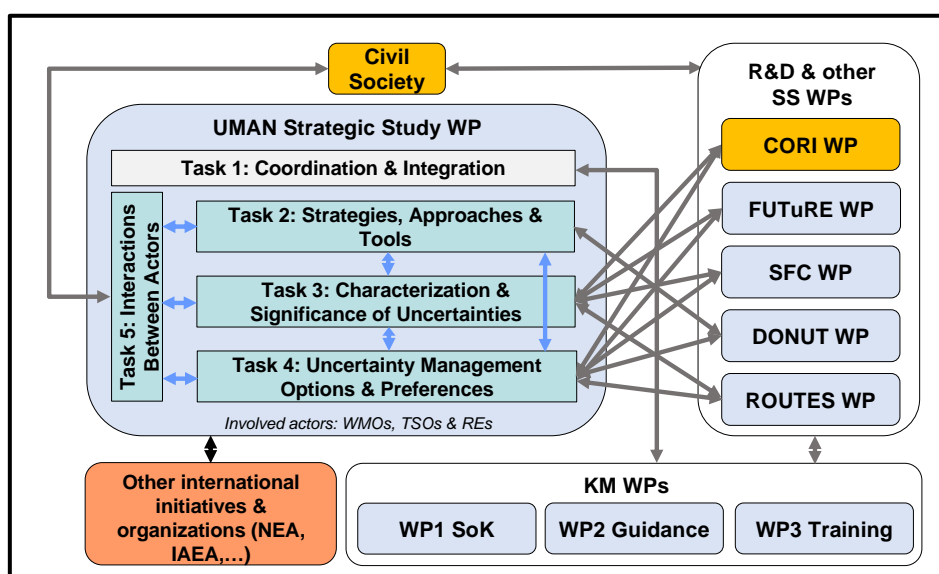 Civil
Society
R&D & other
SS WPs
UMAN Strategic Study WP
Task 1: Coordination & Integration
CORI WP
Task 5: Interactions
Between Actors
Task 2: Strategies, Approaches &
Tools
FUTuRE WP
Task 3: Characterization &
Significance of Uncertainties
SFC WP
DONUT WP
Task 4: Uncertainty Management
Options & Preferences
ROUTES WP
Involved actors: WMOs, TSOs & REs
Other international
initiatives &
organizations (NEA,
IAEA,...)
KM WPs
WP1 SoK
WP2 Guidance
WP3 Training